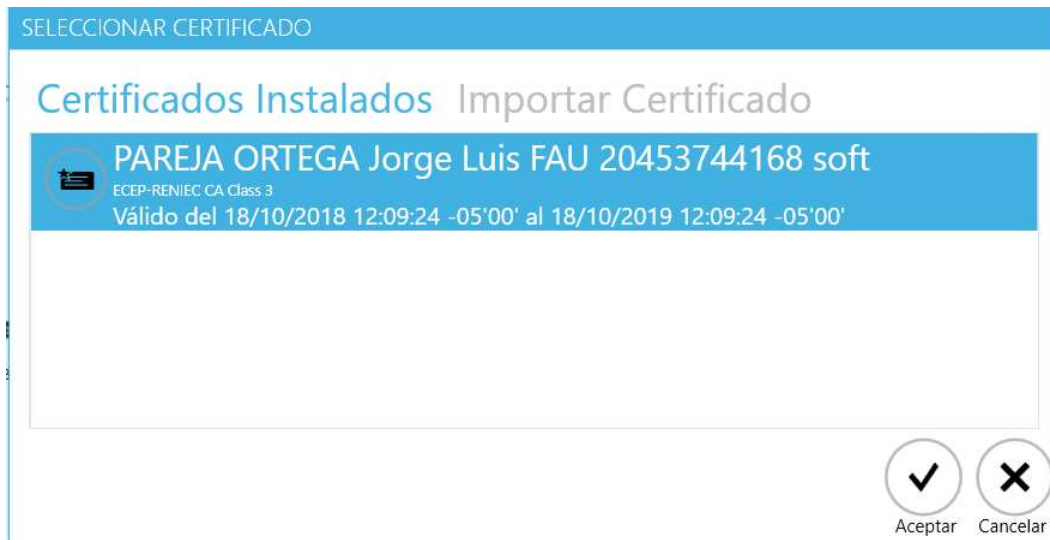 SELECCIONAR CERTIFICADO
Certificados Instalados Importar Certificado
PAREJA ORTEGA Jorge Luis FAU 20453744168 soft
ECEP-RENIEC CA Class 3
Válido del 18/10/2018 12:09:24 -05'00' al 18/10/2019 12:09:24 -05'00'
Aceptar Cancelar